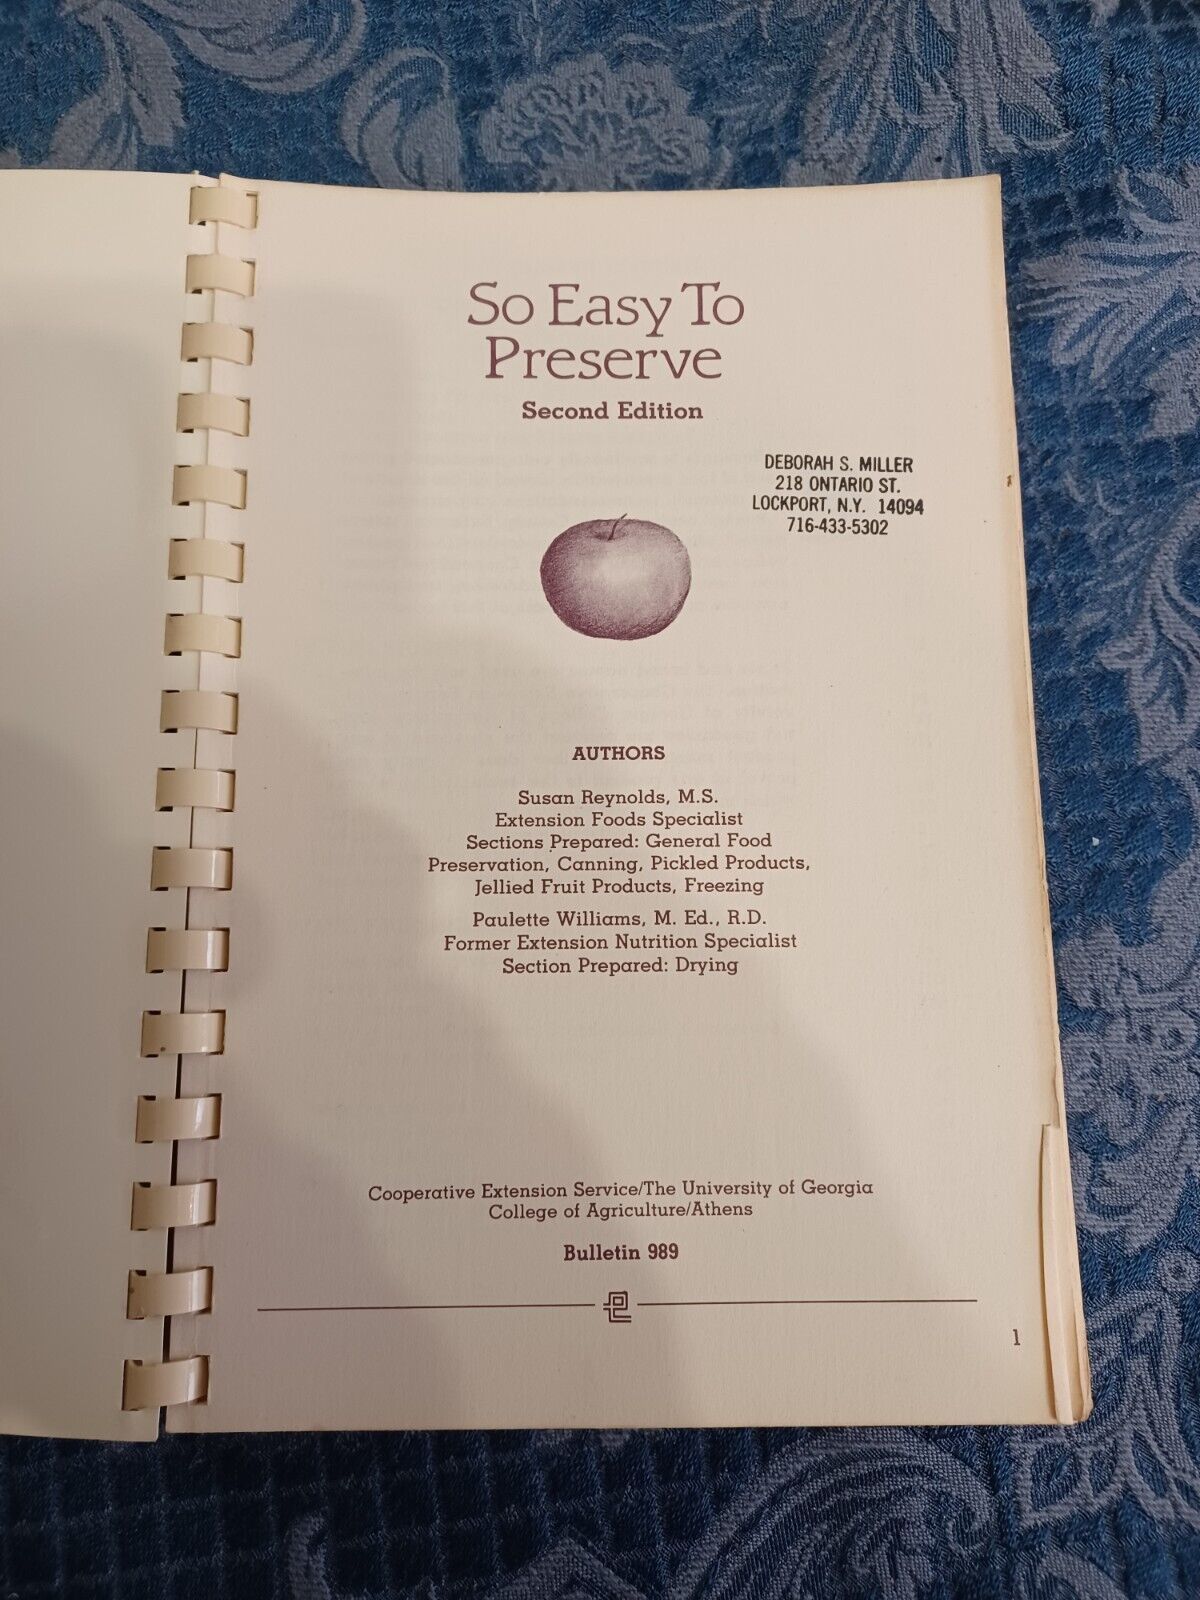 So Easy To
Preserve
Second Edition
DEBORAH S. MILLER
218 ONTARIO ST.
LOCKPORT, N.Y. 14094
716-433-5302
AUTHORS
Susan Reynolds, M.S.
Extension Foods Specialist
Sections Prepared: General Food
Preservation, Canning, Pickled Products,
Jellied Fruit Products, Freezing
Paulette Williams, M. Ed., R.D.
Former Extension Nutrition Specialist
Section Prepared: Drying
Cooperative Extension Service/The University of Georgia
College of Agriculture/Athens
Bulletin 989
1